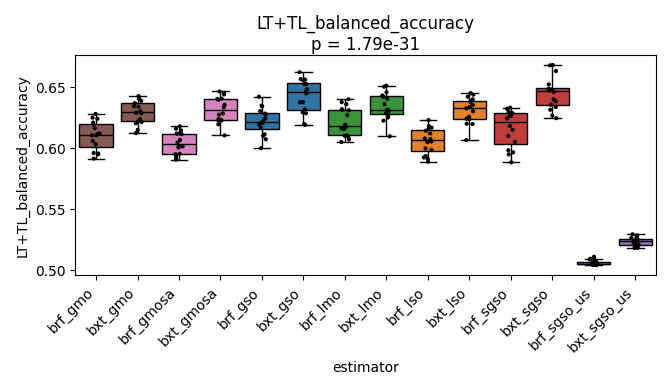 LT+TL_balanced_accuracy
p = 1.79e-31
LT+TL_balanced_accuracy
0.65
0.60
0.55
0.50
brf_gmo
bxt_gmo
brf_gmosa
bxt_gmosa
brf_gso
bxt_gso
brf_lmo
bxt_lmo
brf_lso
bxt_lso
brf_sgso
bxt_sgso
brf_sgso_us
bxt_sgso_us
estimator